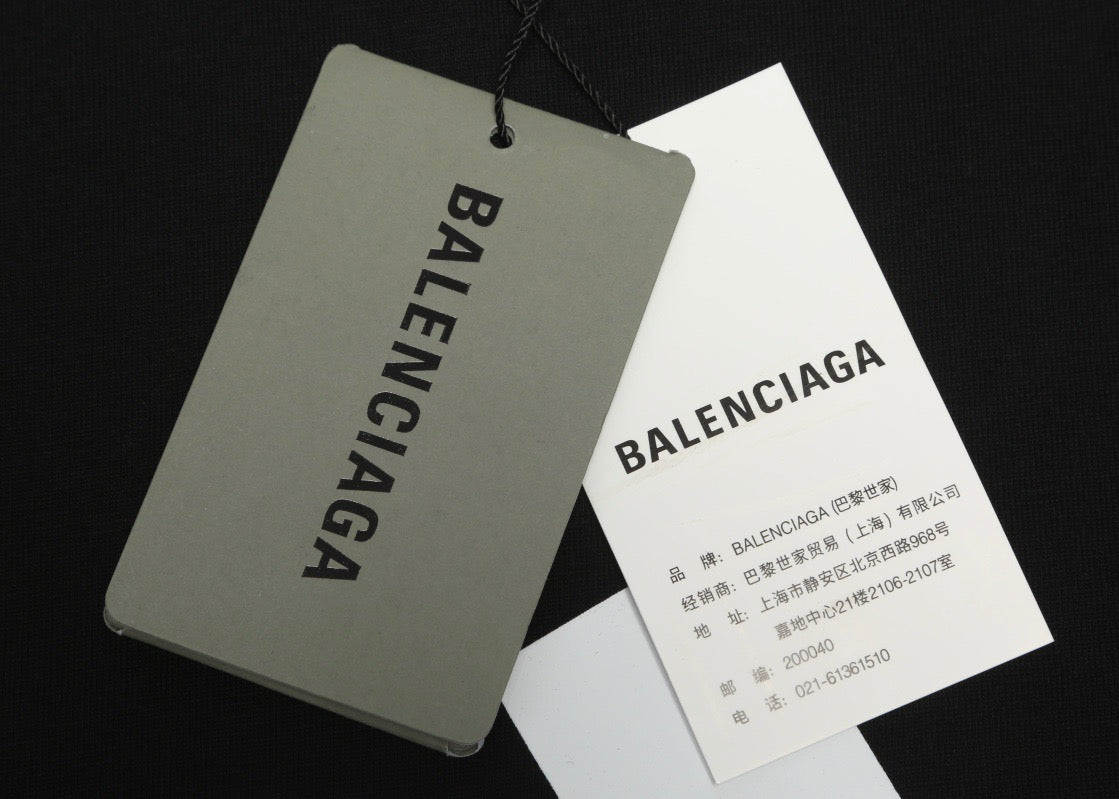 BALENCIAGA
BALENCIAGA
品 牌: BALENCIAGA (巴黎世家)
经销商: 巴黎世家贸易（上海）有限公司
地 址: 上海市静安区北京西路968号
嘉地中心21楼2106-2107室
邮 编: 200040
电 话: 021-61361510